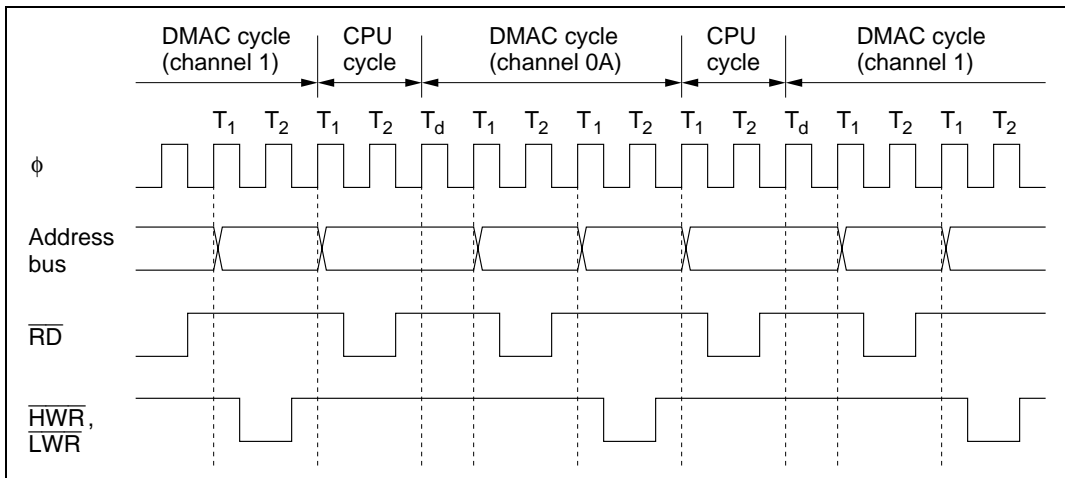 DMAC cycle (channel 1) CPU cycle DMAC cycle (channel 0A) CPU cycle DMAC cycle (channel 1)
T1 T2 T1 T2 Td T1 T2 T1 T2 T1 T2 Td T1 T2 T1 T2
φ
Address
bus
RD
HWR,
LWR